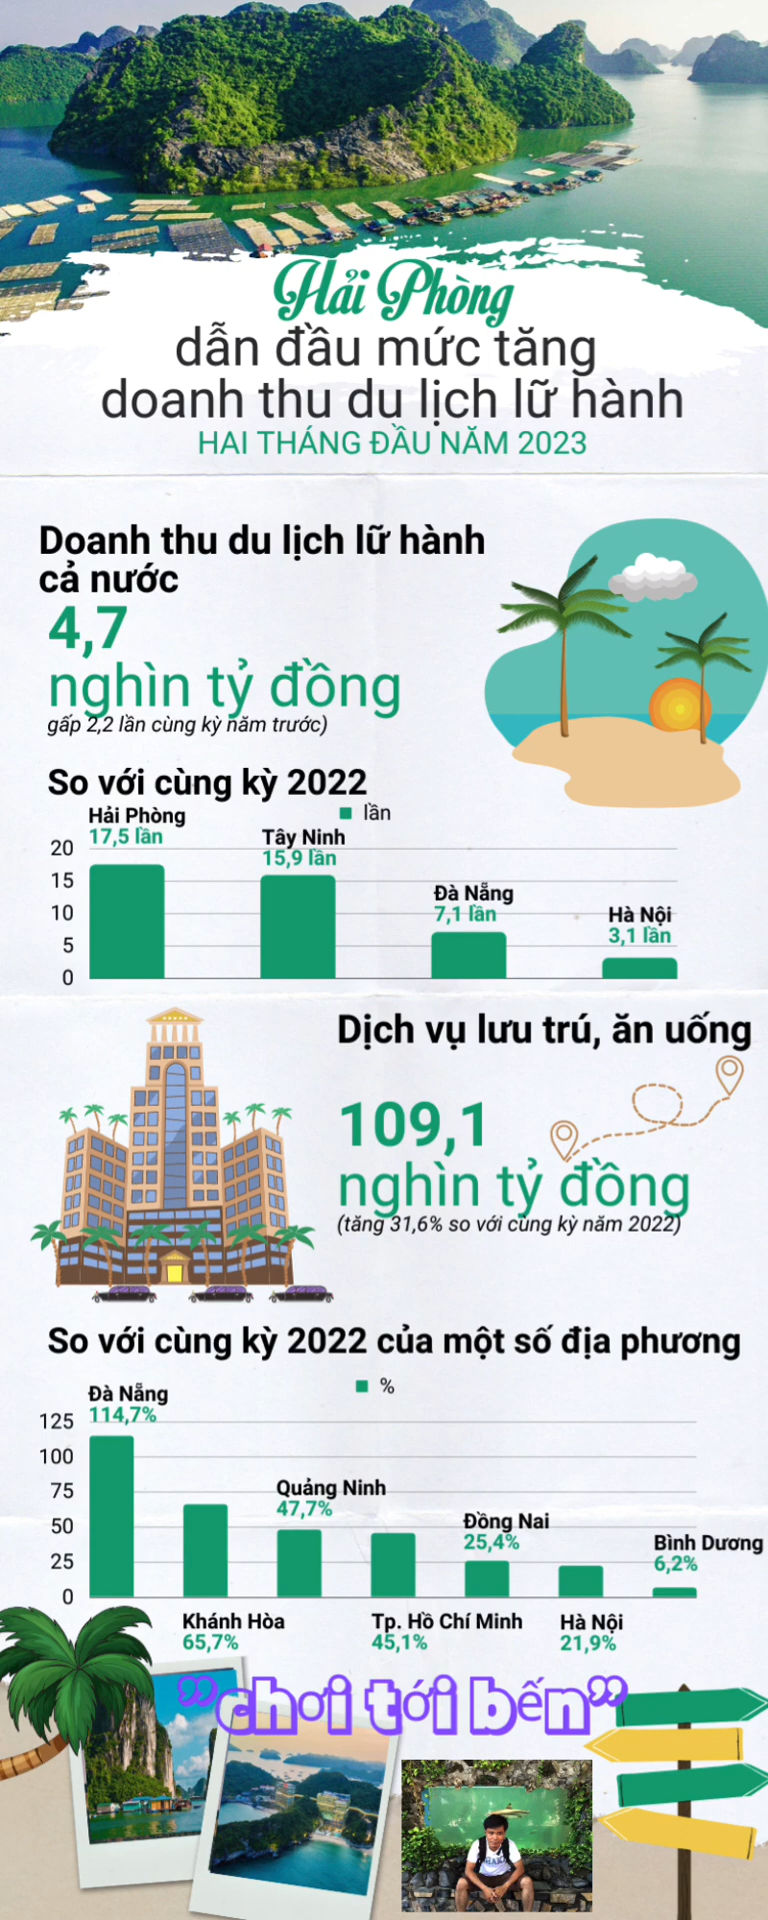 Hải Phòng
dẫn đầu mức tăng
doanh thu du lịch lữ hành
HAI THÁNG ĐẦU NĂM 2023
Doanh thu du lịch lữ hành
cả nước
4,7
nghìn tỷ đồng
gấp 2,2 lần cùng kỳ năm trước)
So với cùng kỳ 2022
lần
Hải Phòng
17,5 lần
Tây Ninh
15,9 lần
Đà Nẵng
7,1 lần
Hà Nội
3,1 lần
20
15
10
5
0
Dịch vụ lưu trú, ăn uống
109,1
nghìn tỷ đồng
(tăng 31,6% so với cùng kỳ năm 2022)
So với cùng kỳ 2022 của một số địa phương
%
Đà Nẵng
114,7%
Quảng Ninh
47,7%
Đồng Nai
25,4%
Bình Dương
6,2%
125
100
75
50
25
0
Khánh Hòa
65,7%
Tp. Hồ Chí Minh
45,1%
Hà Nội
21,9%
”chơi tới bến”